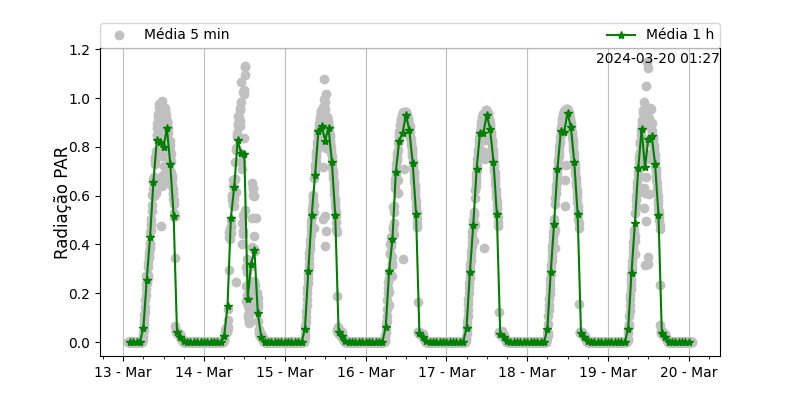 Média 5 min
Média 1 h
2024-03-20 01:27
Radiação PAR
1.2
1.0
0.8
0.6
0.4
0.2
0.0
13 - Mar 14 - Mar 15 - Mar 16 - Mar 17 - Mar 18 - Mar 19 - Mar 20 - Mar